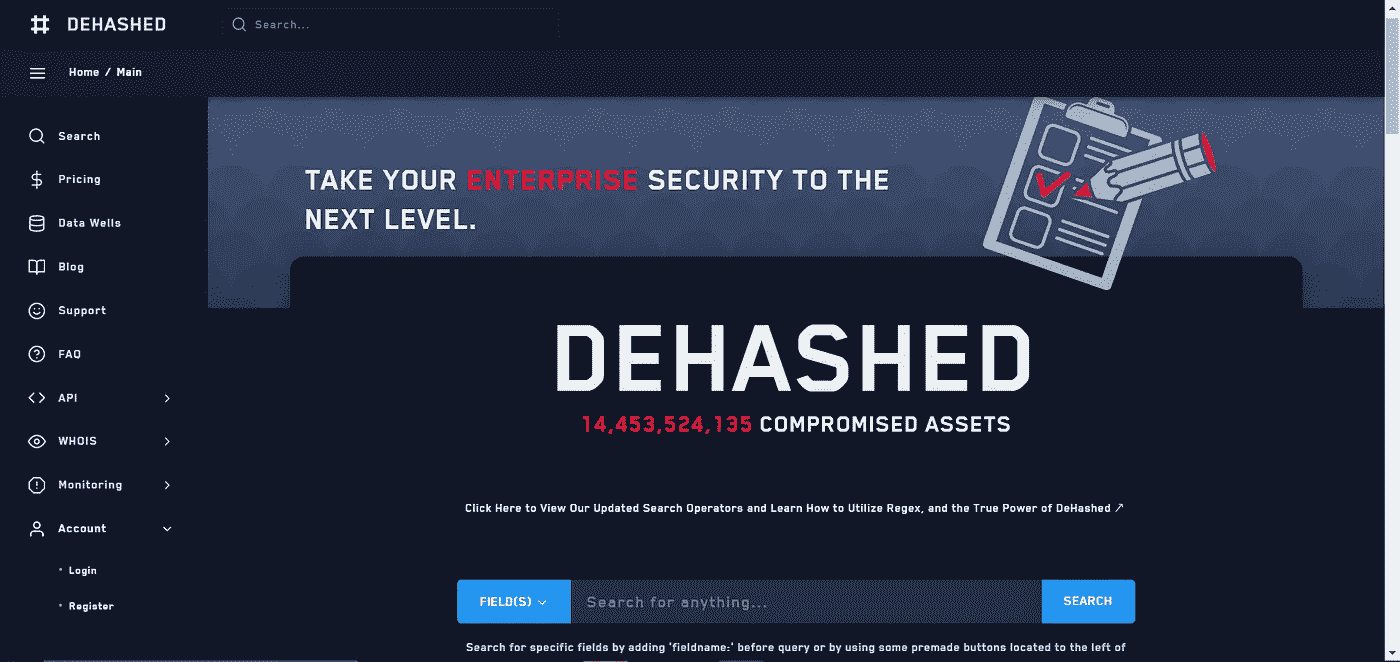 DEHASHED
Search...
Home / Main
Search
Pricing
Data Wells
Blog
Support
FAQ
API
WHOIS
Monitoring
Account
Login
Register
TAKE YOUR ENTERPRISE SECURITY TO THE
NEXT LEVEL.
DEHASHED
14,453,524,135 COMPROMISED ASSETS
Click Here to View Our Updated Search Operators and Learn How to Utilize Regex, and the True Power of DeHashed ↗
FIELD(S)
Search for anything...
SEARCH
Search for specific fields by adding 'fieldname:' before query or by using some premade buttons located to the left of